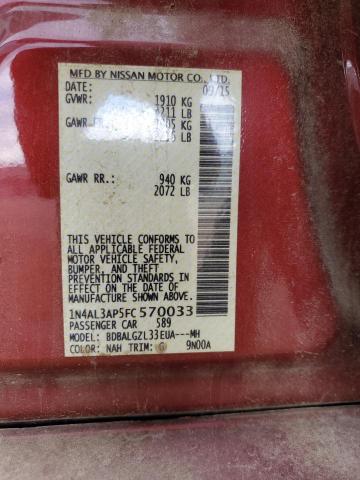 MFD BY NISSAN MOTOR CO., LTD.
DATE: 09/15
GVWR: 1910 KG
4211 LB
GAWR KG
LB
GAWR RR.: 940 KG
2072 LB
THIS VEHICLE CONFORMS TO
ALL APPLICABLE FEDERAL
MOTOR VEHICLE SAFETY,
BUMPER, AND THEFT
PREVENTION STANDARDS IN
EFFECT ON THE DATE OF
MANUFACTURE SHOWN ABOVE.
1N4AL3AP5FC570033
PASSENGER CAR 589
MODEL: BDBALGZL33EUA---MH
COLOR: NAH TRIM: G 9N00A